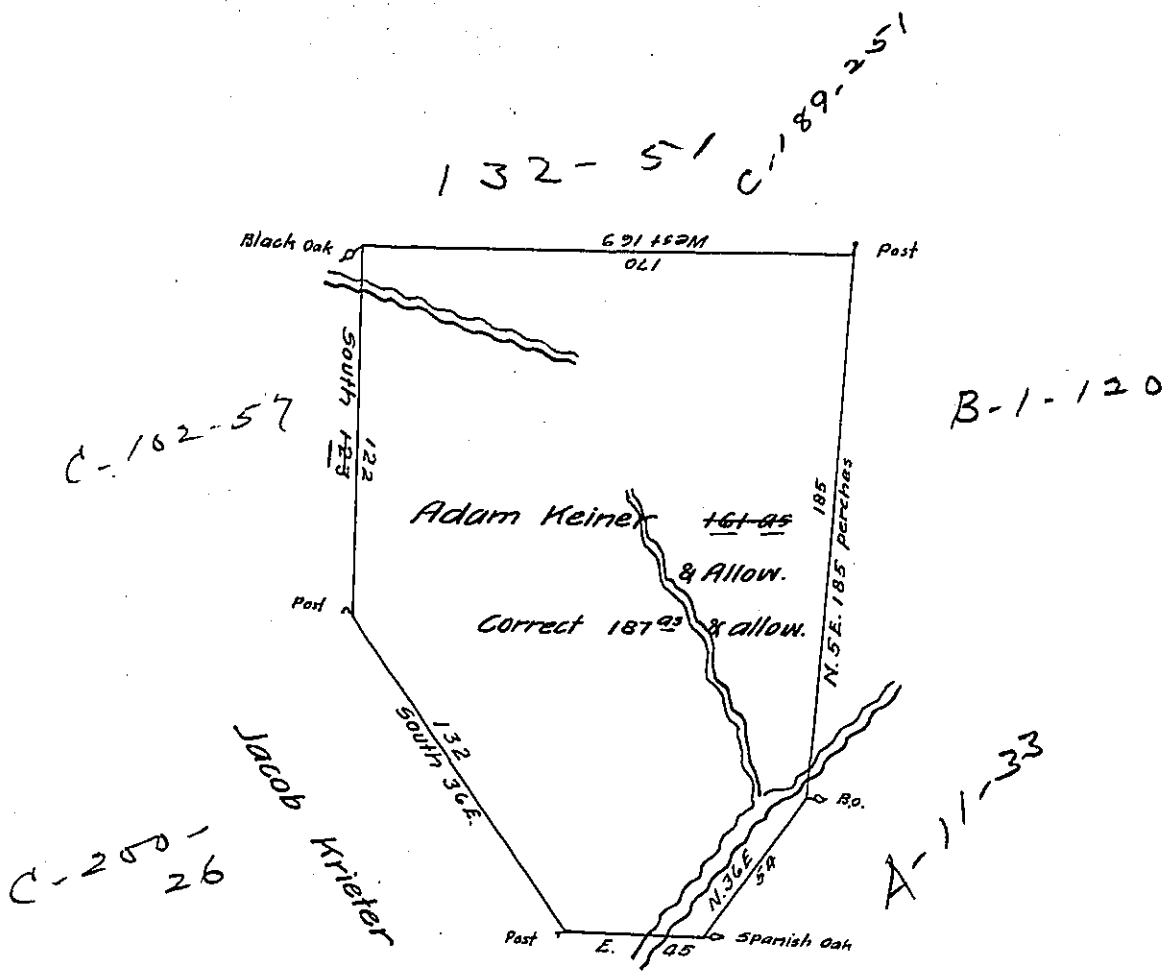 C-189-251
132-51
Black Oak
West 169
170
Post
South 123
122
C-102-57
B-1-120
185
N.5E.185 perches
Adam Keiner 161 as
& Allow.
Correct 187 as & allow.
Post
132
South 36E.
Jacob Krieter
C-200-
26
B.O.
A-11-33
N.36E
54
Post
E. 45
Spanish Oak